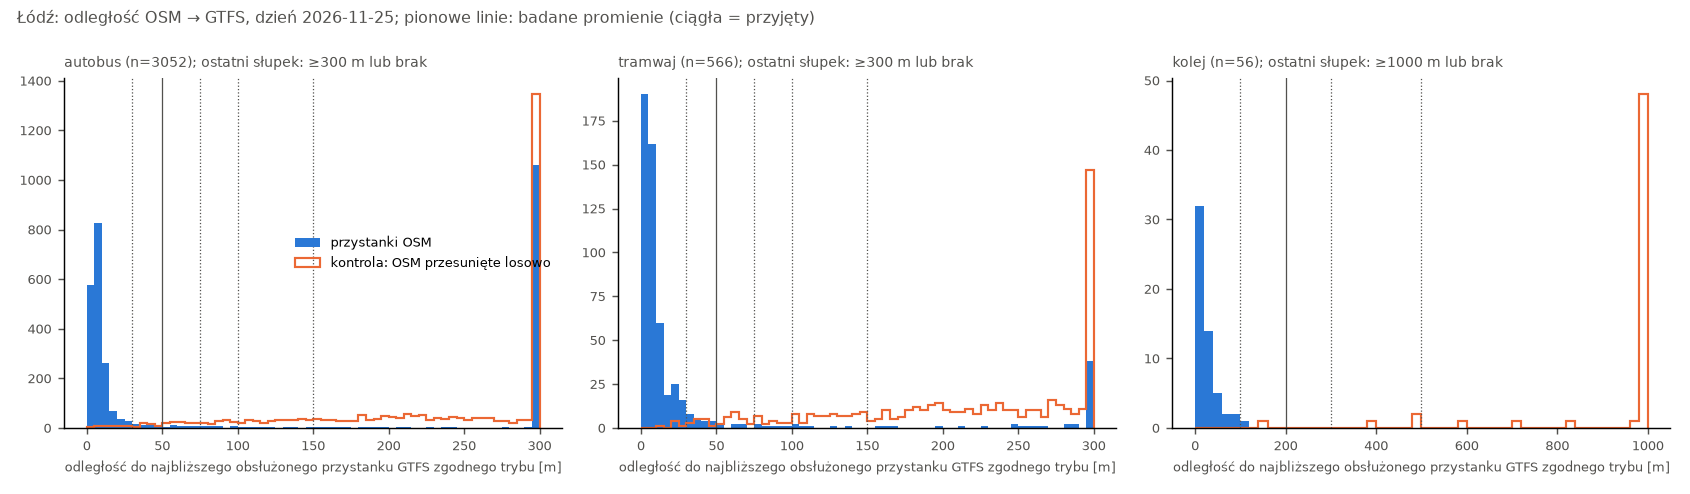 Łódź: odległość OSM → GTFS, dzień 2026-11-25; pionowe linie: badane promienie (ciągła = przyjęty)
autobus (n=3052); ostatni słupek: ≥300 m lub brak
1400
1200
1000
800
600
400
200
0
przystanki OSM
kontrola: OSM przesunięte losowo
0 50 100 150 200 250 300
odległość do najbliższego obsłużonego przystanku GTFS zgodnego trybu [m]
tramwaj (n=566); ostatni słupek: ≥300 m lub brak
175
150
125
100
75
50
25
0
0 50 100 150 200 250 300
odległość do najbliższego obsłużonego przystanku GTFS zgodnego trybu [m]
kolej (n=56); ostatni słupek: ≥1000 m lub brak
50
40
30
20
10
0
0 200 400 600 800 1000
odległość do najbliższego obsłużonego przystanku GTFS zgodnego trybu [m]